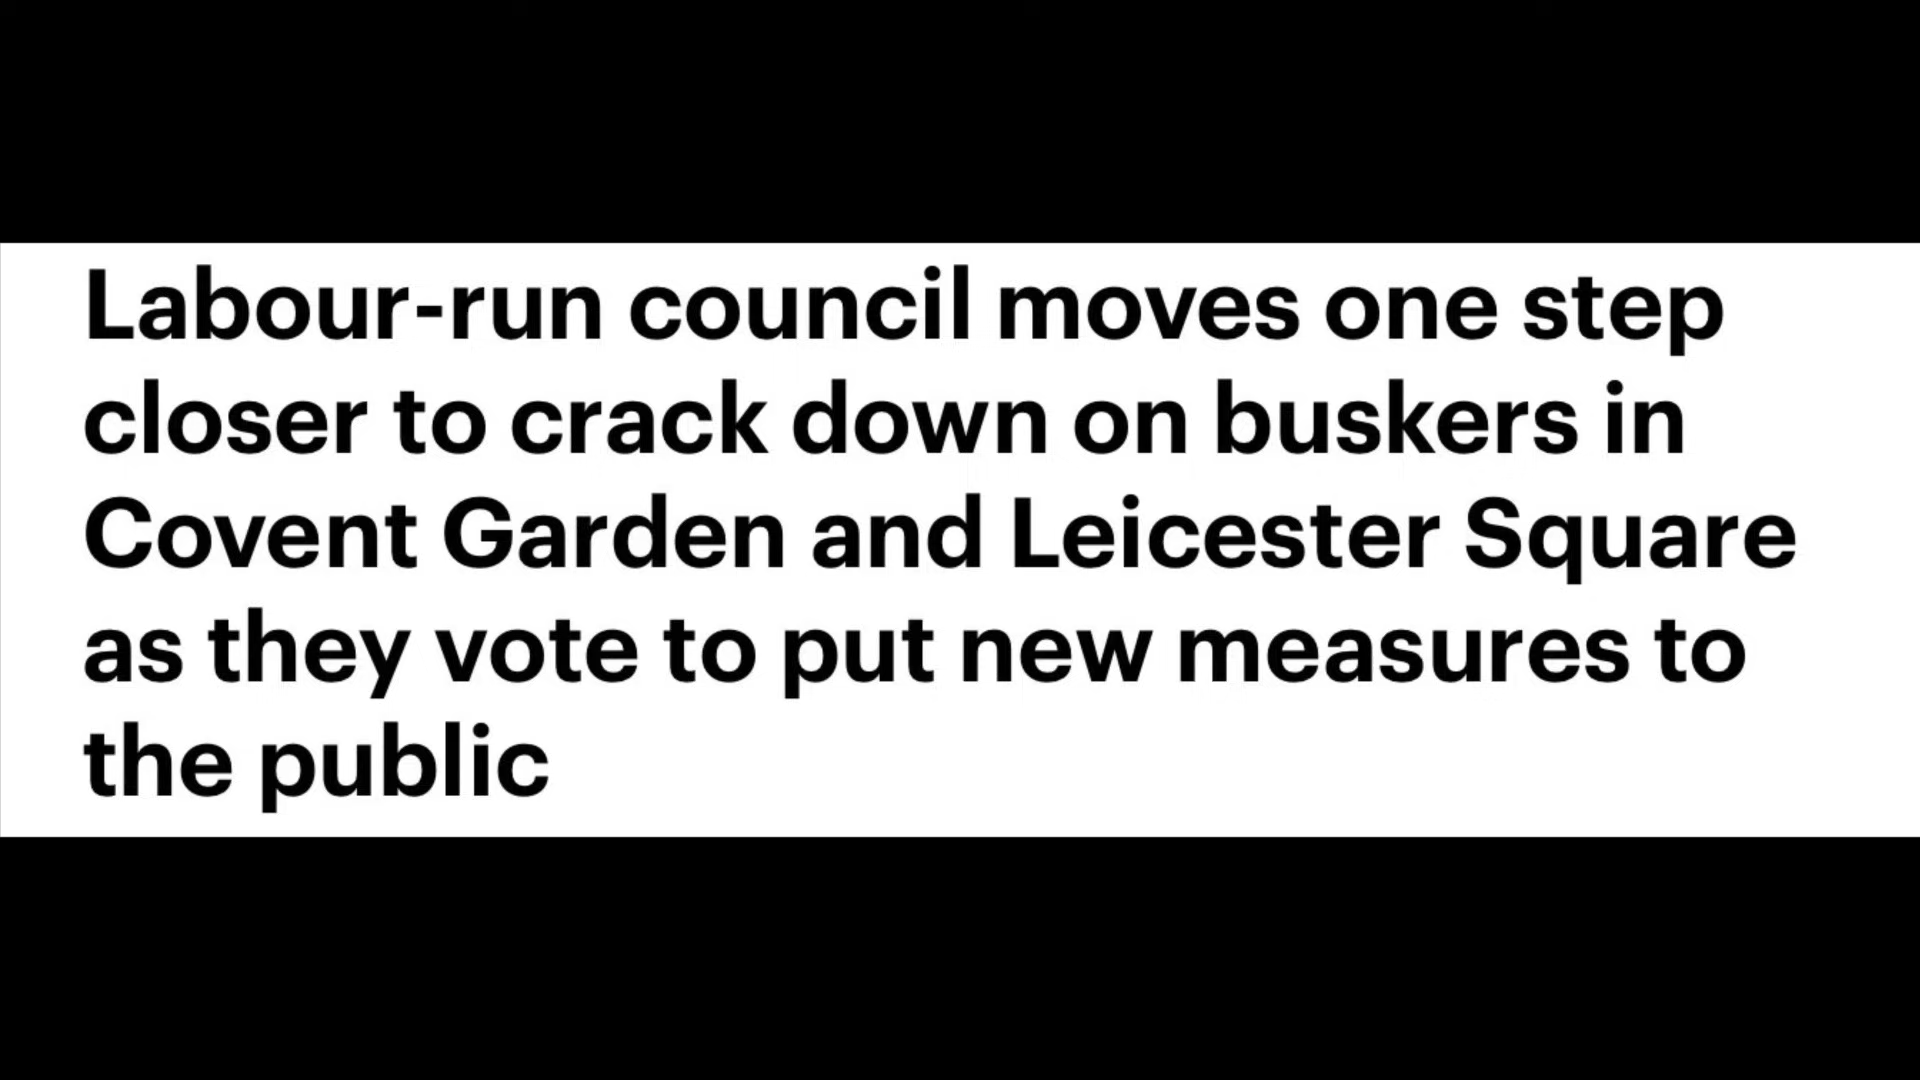 Labour-run council moves one step
closer to crack down on buskers in
Covent Garden and Leicester Square
as they vote to put new measures to
the public